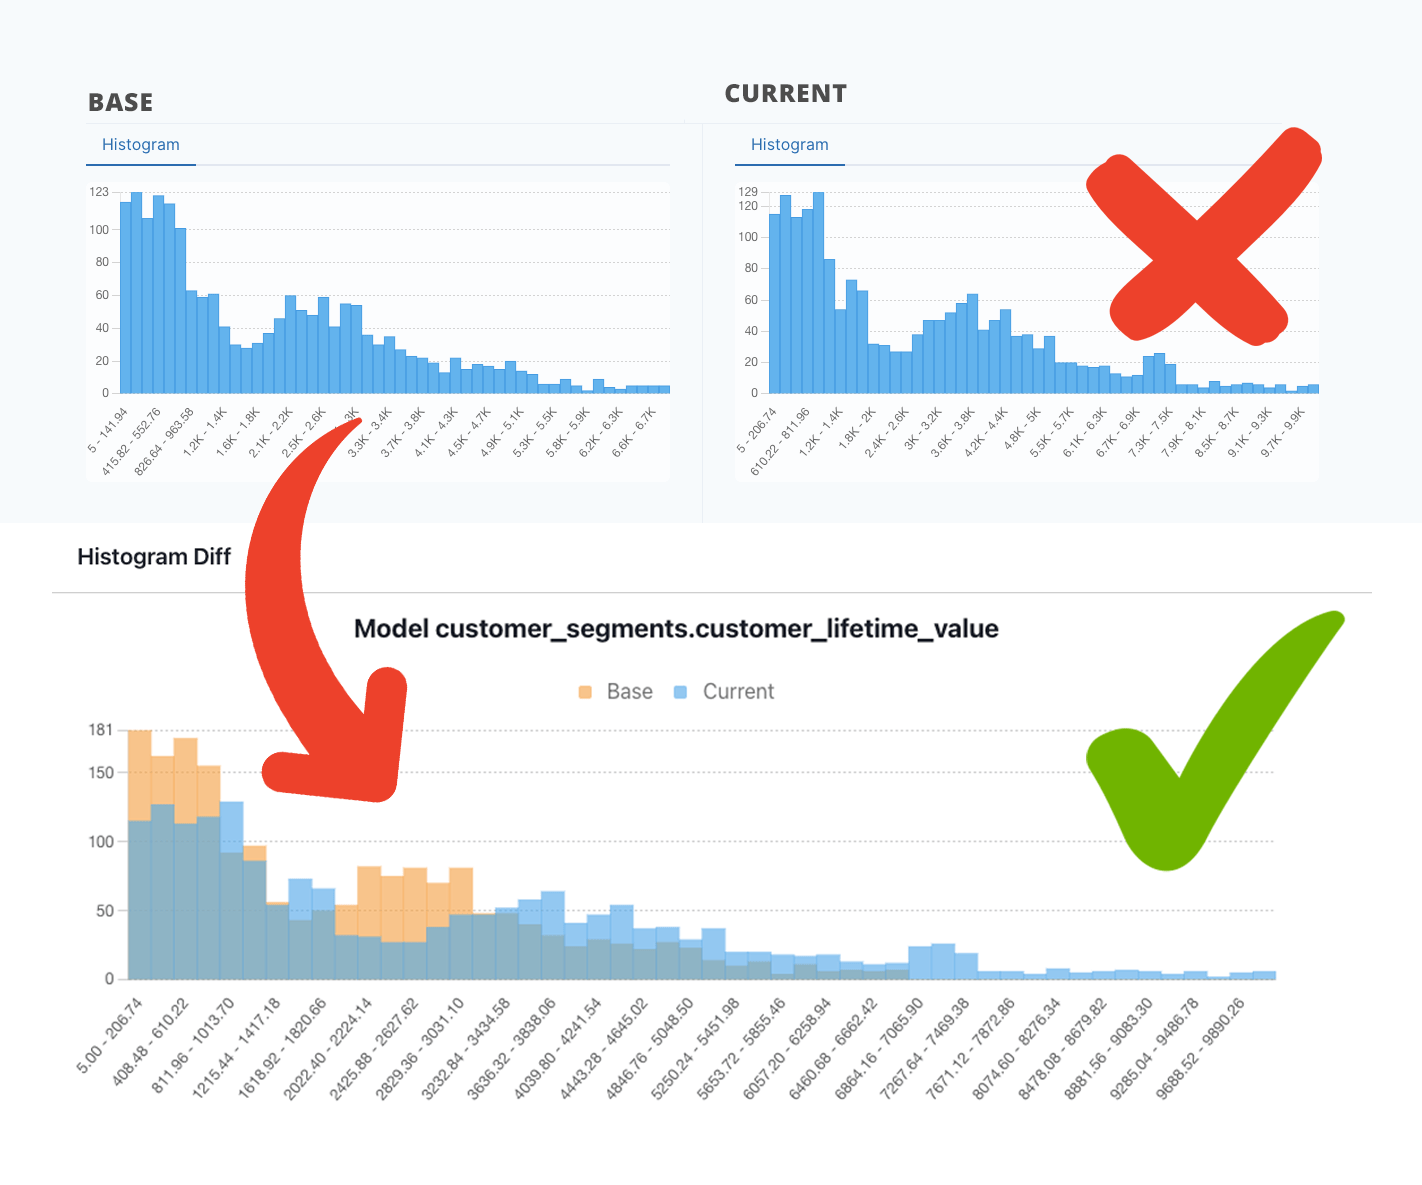 BASE
CURRENT
Histogram
Histogram
123
100
80
60
40
20
0
5 - 141.94
415.82 - 552.76
826.64 - 963.58
1.2K - 1.4K
1.6K - 1.8K
2.1K - 2.2K
2.5K - 2.6K
3.3K - 3.4K
3.7K - 3.8K
4.1K - 4.3K
4.5K - 4.7K
4.9K - 5.1K
5.3K - 5.5K
5.8K - 5.9K
6.2K - 6.3K
6.6K - 6.7K
129
120
100
80
60
40
20
0
5 - 206.74
610.22 - 811.96
1.2K - 1.4K
1.8K - 2K
2.4K - 2.6K
3K - 3.2K
3.6K - 3.8K
4.2K - 4.4K
4.8K - 5K
5.5K - 5.7K
6.1K - 6.3K
6.7K - 6.9K
7.3K - 7.5K
7.9K - 8.1K
8.5K - 8.7K
9.1K - 9.3K
9.7K - 9.9K
Histogram Diff
Model customer_segments.customer_lifetime_value
Base Current
181
150
100
50
0
5.00 - 206.74
408.48 - 610.22
811.96 - 1013.70
1215.44 - 1417.18
1618.92 - 1820.66
2022.40 - 2224.14
2425.88 - 2627.62
2829.36 - 3031.10
3232.84 - 3434.58
3636.32 - 3838.06
4039.80 - 4241.54
4443.28 - 4645.02
4846.76 - 5048.50
5250.24 - 5451.98
5653.72 - 5855.46
6057.20 - 6258.94
6460.68 - 6662.42
6864.16 - 7065.90
7267.64 - 7469.38
7671.12 - 7872.86
8074.60 - 8276.34
8478.08 - 8679.82
8881.56 - 9083.30
9285.04 - 9486.78
9688.52 - 9890.26